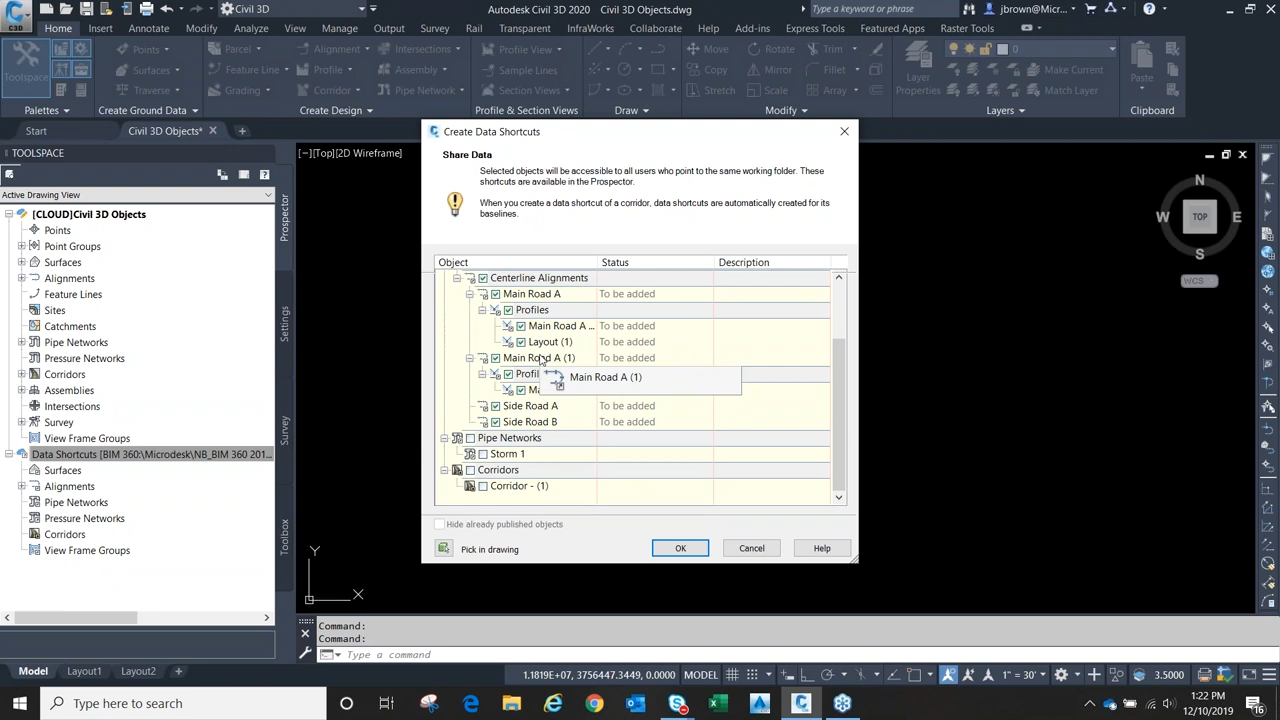 Civil 3D
Autodesk Civil 3D 2020 Civil 3D Objects.dwg
Type a keyword or phrase
jbrown@Micr...
C3D
Home Insert Annotate Modify Analyze View Manage Output Survey Rail Transparent InfraWorks Collaborate Help Add-ins Express Tools Featured Apps Raster Tools
Toolspace
Points Parcel Alignment Intersections Profile View Move Rotate Trim 0
Surfaces Feature Line Profile Assembly Sample Lines Copy Mirror Fillet Make Current
Traverse Grading Corridor Pipe Network Section Views Stretch Scale Array Match Layer
Layer
Properties
Paste
Palettes Create Ground Data Create Design Profile & Section Views Draw Modify Layers Clipboard
Start Civil 3D Objects*
TOOLSPACE
[−][Top][2D Wireframe]
Active Drawing View
[CLOUD]Civil 3D Objects
Points
Point Groups
Surfaces
Alignments
Feature Lines
Sites
Catchments
Pipe Networks
Pressure Networks
Corridors
Assemblies
Intersections
Survey
View Frame Groups
Data Shortcuts [BIM 360:\Microdesk\NB_BIM 360 201...
Surfaces
Alignments
Pipe Networks
Pressure Networks
Corridors
View Frame Groups
Prospector
Settings
Survey
Toolbox
Create Data Shortcuts
Share Data
Selected objects will be accessible to all users who point to the same working folder. These
shortcuts are available in the Prospector.
When you create a data shortcut of a corridor, data shortcuts are automatically created for its
baselines.
Object Status Description
Centerline Alignments
Main Road A To be added
Profiles
Main Road A ... To be added
Layout (1) To be added
Main Road A (1) To be added
Profil
Main Road A (1)
Ma
Side Road A To be added
Side Road B To be added
Pipe Networks
Storm 1
Corridors
Corridor - (1)
Hide already published objects
Pick in drawing
OK Cancel Help
N
W TOP E
S
WCS
Y
X
Command:
Command:
Type a command
Model Layout1 Layout2
1.1819E+07, 3756447.3449, 0.0000 MODEL 1" = 30' 3.5000
Type here to search
1:22 PM
12/10/2019
16